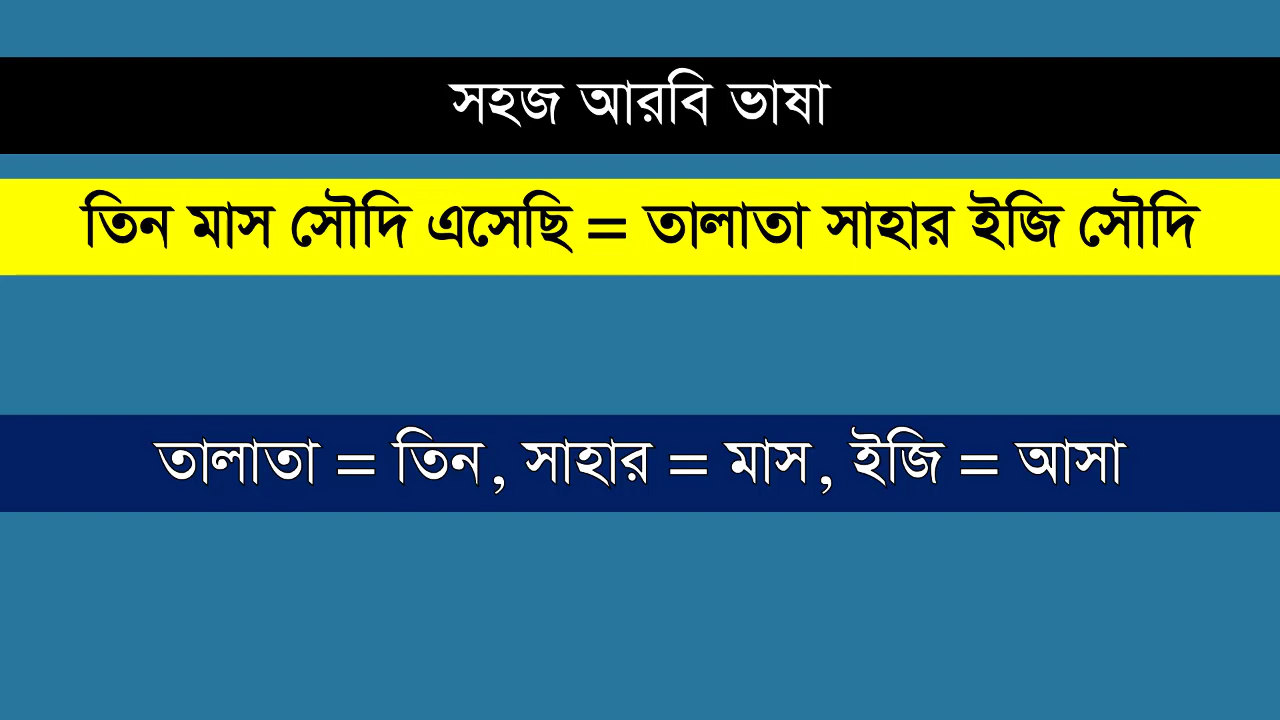 সহজ আরবি ভাষা
তিন মাস সৌদি এসেছি = তালাতা সাহার ইজি সৌদি
তালাতা = তিন, সাহার = মাস, ইজি = আসা